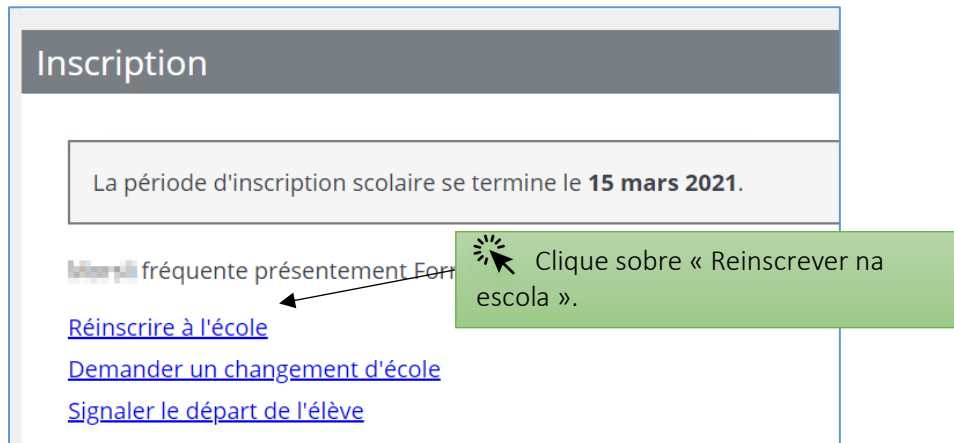 Inscription
La période d'inscription scolaire se termine le 15 mars 2021.
fréquente présentement
Clique sobre « Reinscrever na
escola ».
Réinscrire à l'école
Demander un changement d'école
Signaler le départ de l'élève